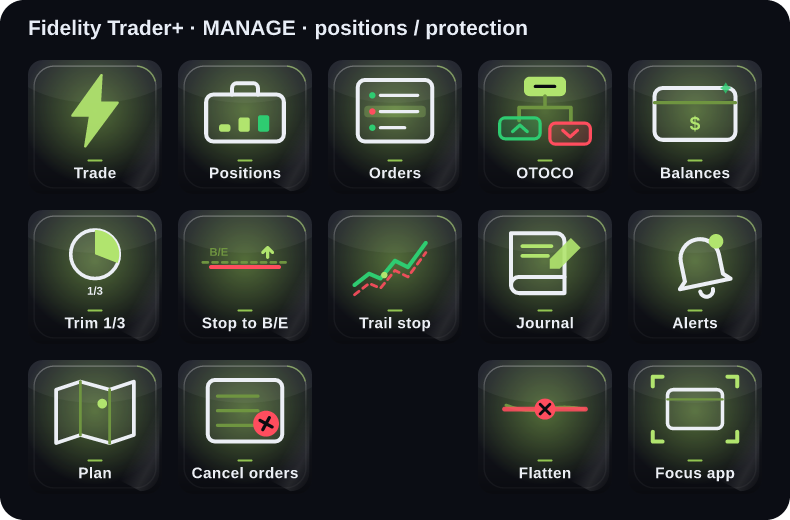 Fidelity Trader+ · MANAGE · positions / protection
Trade
Positions
Orders
OTOCO
$
Balances
1/3
Trim 1/3
B/E
Stop to B/E
Trail stop
Journal
Alerts
Plan
Cancel orders
Flatten
Focus app